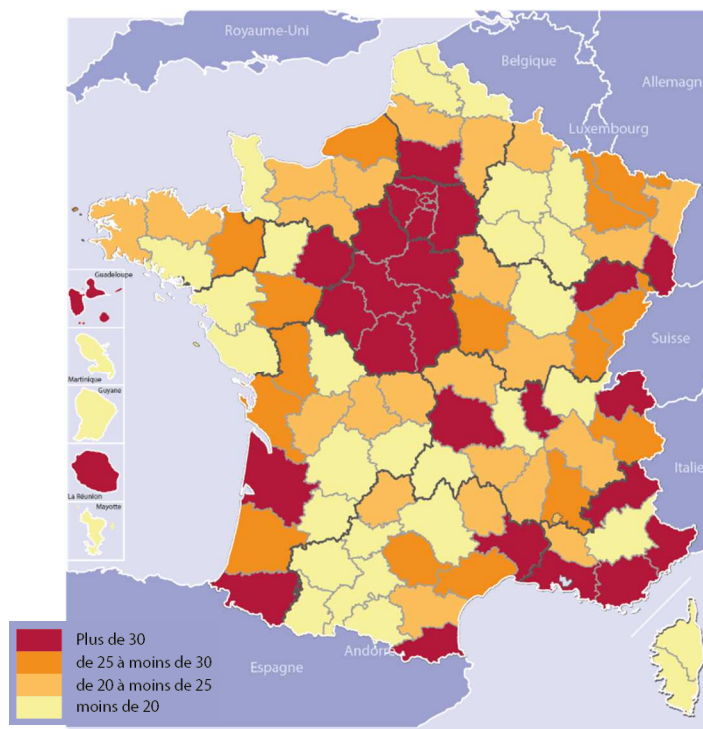 Royaume-Uni
Belgique
Allemagn
Luxembourg
Guadeloupe
Suisse
Martinique
Guyane
Italie
La Réunion
Mayotte
Plus de 30
de 25 à moins de 30
de 20 à moins de 25
moins de 20
Andorre
Espagne